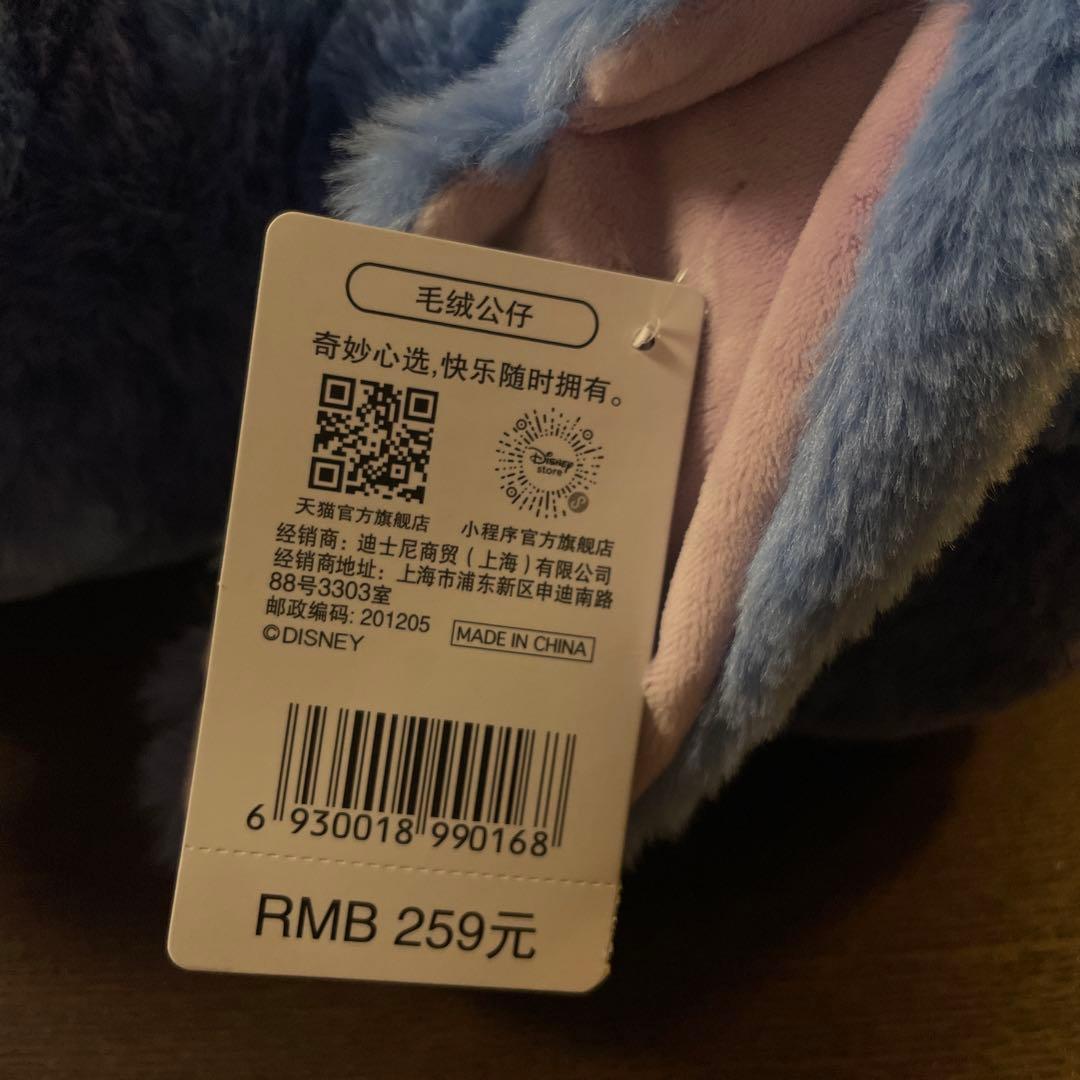 毛绒公仔
奇妙心选,快乐随时拥有。
Disney
store
天猫官方旗舰店
小程序官方旗舰店
经销商：迪士尼商贸（上海）有限公司
经销商地址：上海市浦东新区申迪南路
88号3303室
邮政编码: 201205
©DISNEY
MADE IN CHINA
6 930018 990168
RMB 259元